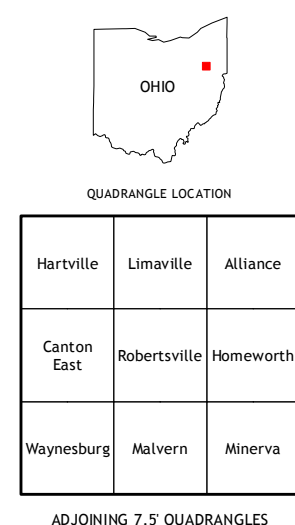 OHIO
QUADRANGLE LOCATION
Hartville Limaville Alliance
Canton
East
Robertsville Homeworth
Waynesburg Malvern Minerva
ADJOINING 7.5' QUADRANGLES